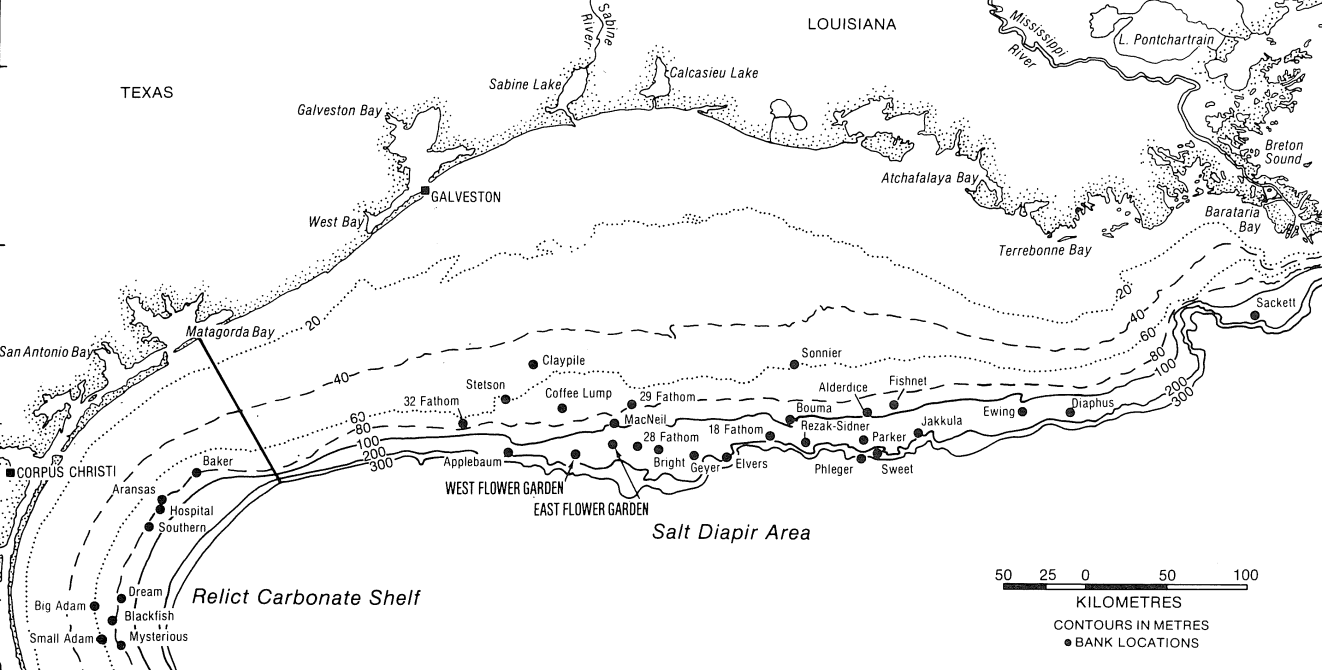 Sabine
River
LOUISIANA
Mississippi
River
L. Pontchartrain
TEXAS
Sabine Lake
Calcasieu Lake
Galveston Bay
Breton
Sound
Atchafalaya Bay
GALVESTON
West Bay
Barataria
Bay
Terrebonne Bay
20
Sackett
20
40
Matagorda Bay
60
San Antonio Bay
Claypile
Sonnier
80
100
40
Stetson
Coffee Lump
29 Fathom
Alderdice
Fishnet
200
300
32 Fathom
60
Bouma
Ewing
Diaphus
80
MacNeil
18 Fathom
Rezak-Sidner
Jakkula
100
28 Fathom
Parker
200
300
Applebaum
Bright
Geyer
Elvers
Phleger
Sweet
CORPUS CHRISTI
Baker
WEST FLOWER GARDEN
Aransas
Hospital
EAST FLOWER GARDEN
Southern
Salt Diapir Area
50 25 0 50 100
KILOMETRES
CONTOURS IN METRES
BANK LOCATIONS
Relict Carbonate Shelf
Dream
Big Adam
Blackfish
Small Adam
Mysterious